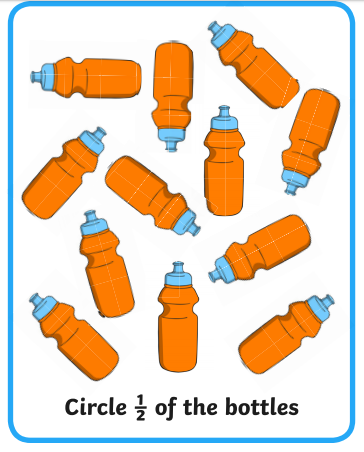 Circle ½ of the bottles